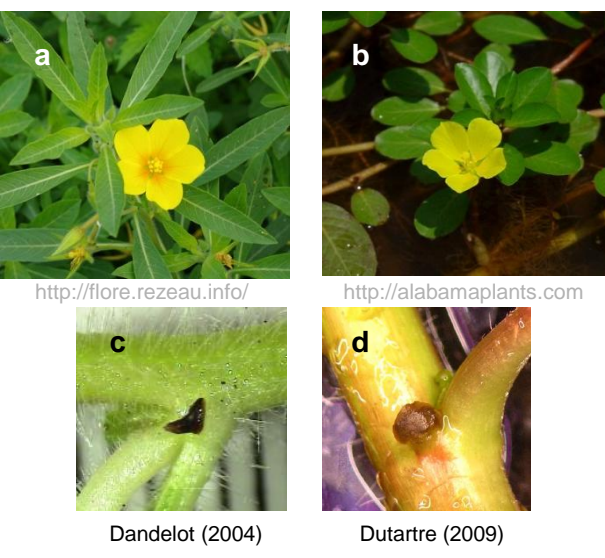 a
b
http://flore.rezeau.info/
http://alabamaplants.com
c
d
Dandelot (2004)
Dutartre (2009)